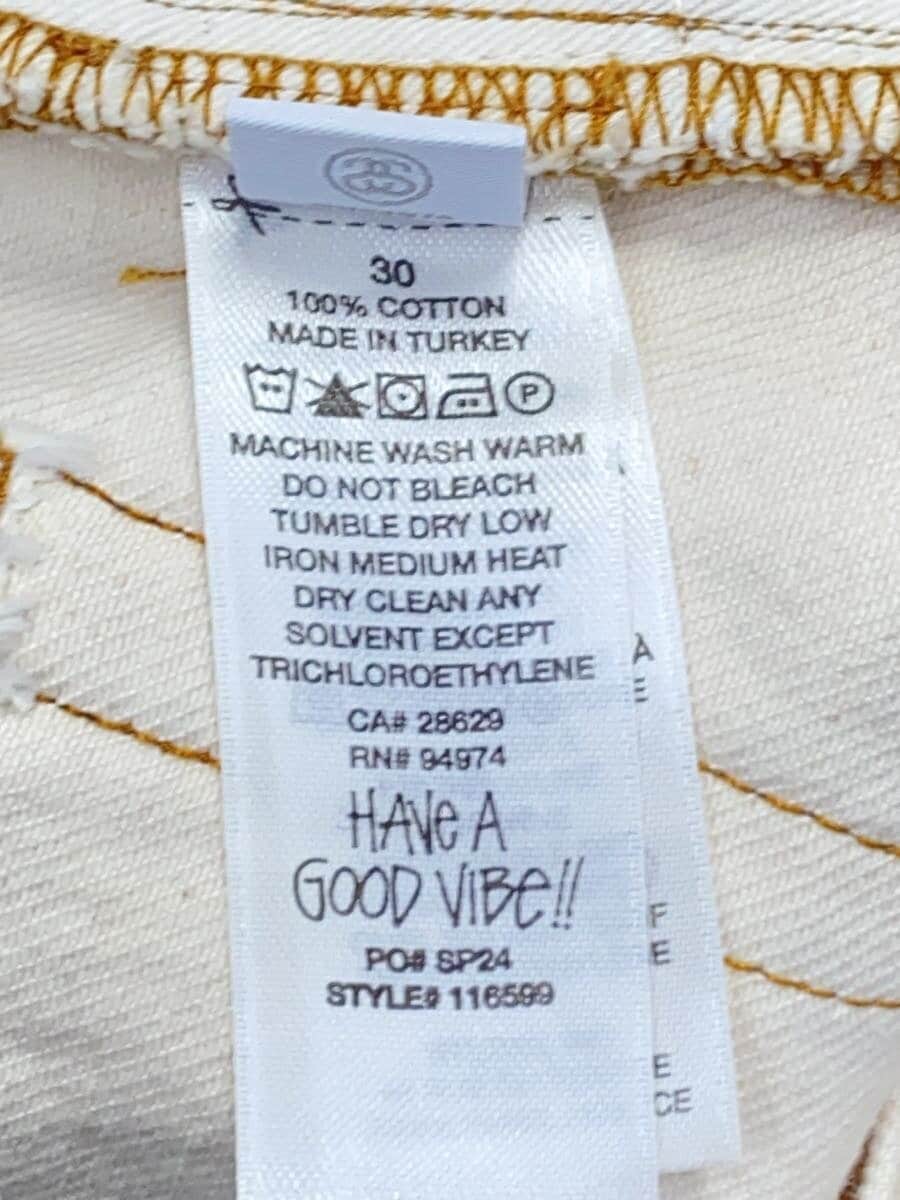 30
100% COTTON
MADE IN TURKEY
P
MACHINE WASH WARM
DO NOT BLEACH
TUMBLE DRY LOW
IRON MEDIUM HEAT
DRY CLEAN ANY
SOLVENT EXCEPT
TRICHLOROETHYLENE
CA# 28629
RN# 94974
HAVe A
GOOD ViBe!!
PO# SP24
STYLE# 116599
A
E
F
E
E
CE